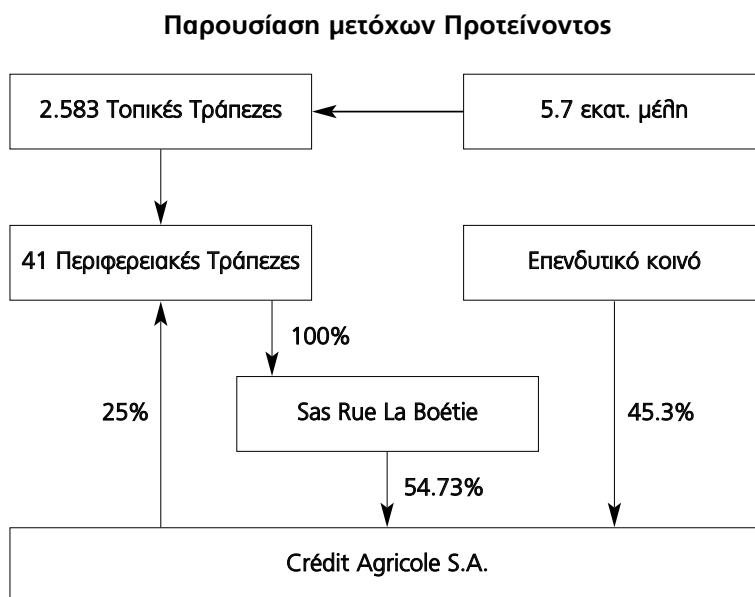 Παρουσίαση μετόχων Προτείνοντος
2.583 Τοπικές Τράπεζες
5.7 εκατ. μέλη
41 Περιφερειακές Τράπεζες
Επενδυτικό κοινό
100%
25%
Sas Rue La Boétie
45.3%
54.73%
Crédit Agricole S.A.